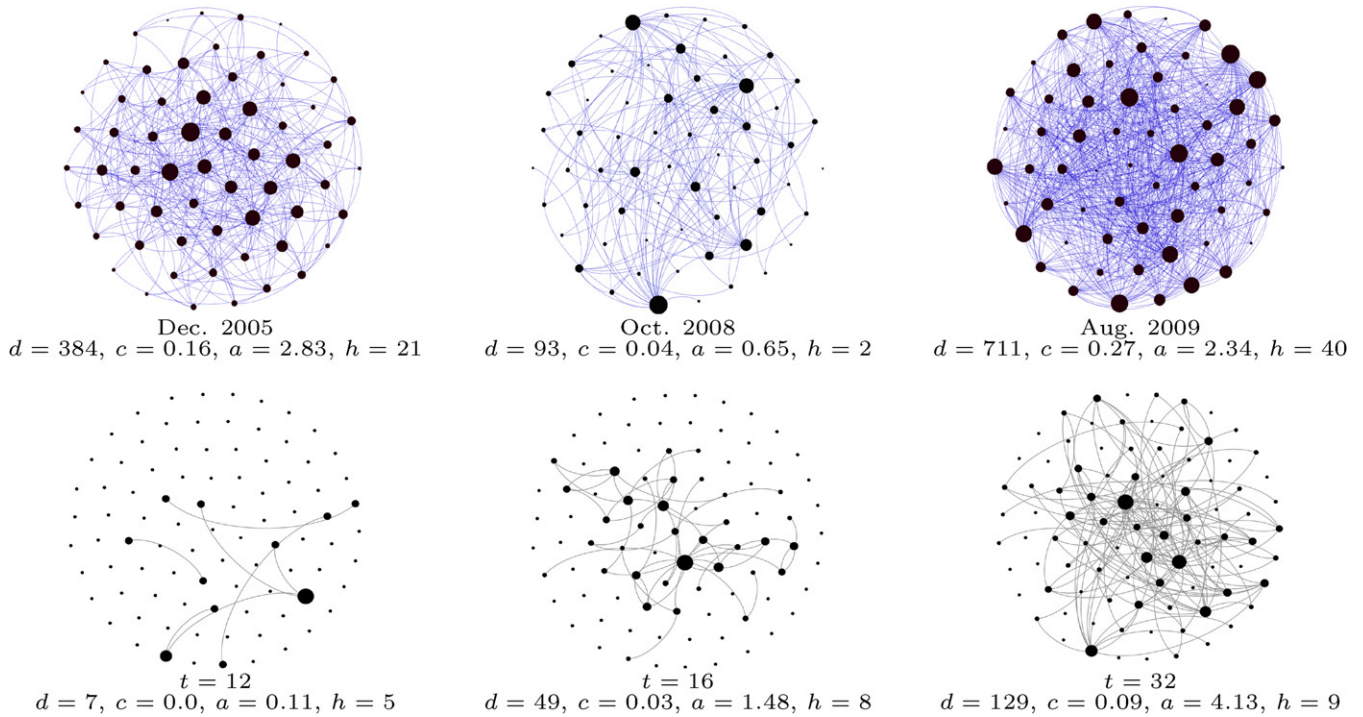 Dec. 2005
d = 384, c = 0.16, a = 2.83, h = 21
Oct. 2008
d = 93, c = 0.04, a = 0.65, h = 2
Aug. 2009
d = 711, c = 0.27, a = 2.34, h = 40
t = 12
d = 7, c = 0.0, a = 0.11, h = 5
t = 16
d = 49, c = 0.03, a = 1.48, h = 8
t = 32
d = 129, c = 0.09, a = 4.13, h = 9